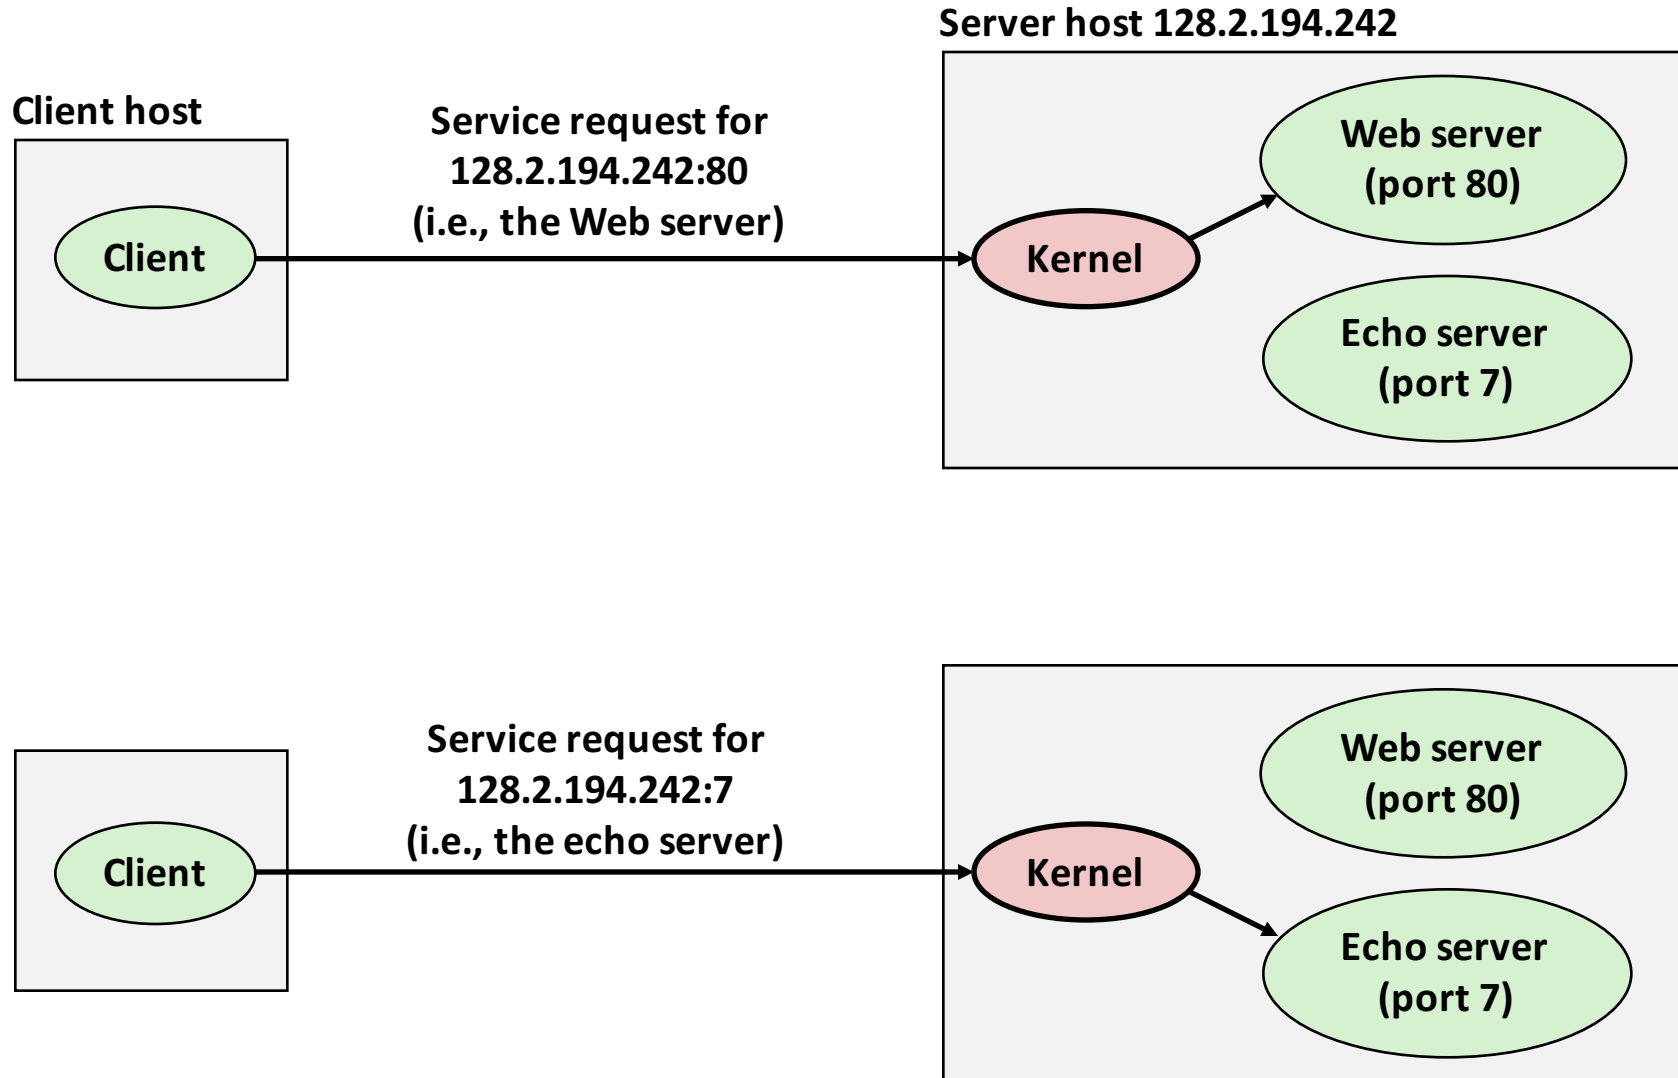 Server host 128.2.194.242
Client host
Service request for
128.2.194.242:80
(i.e., the Web server)
Client
Kernel
Web server
(port 80)
Echo server
(port 7)
Service request for
128.2.194.242:7
(i.e., the echo server)
Client
Kernel
Web server
(port 80)
Echo server
(port 7)